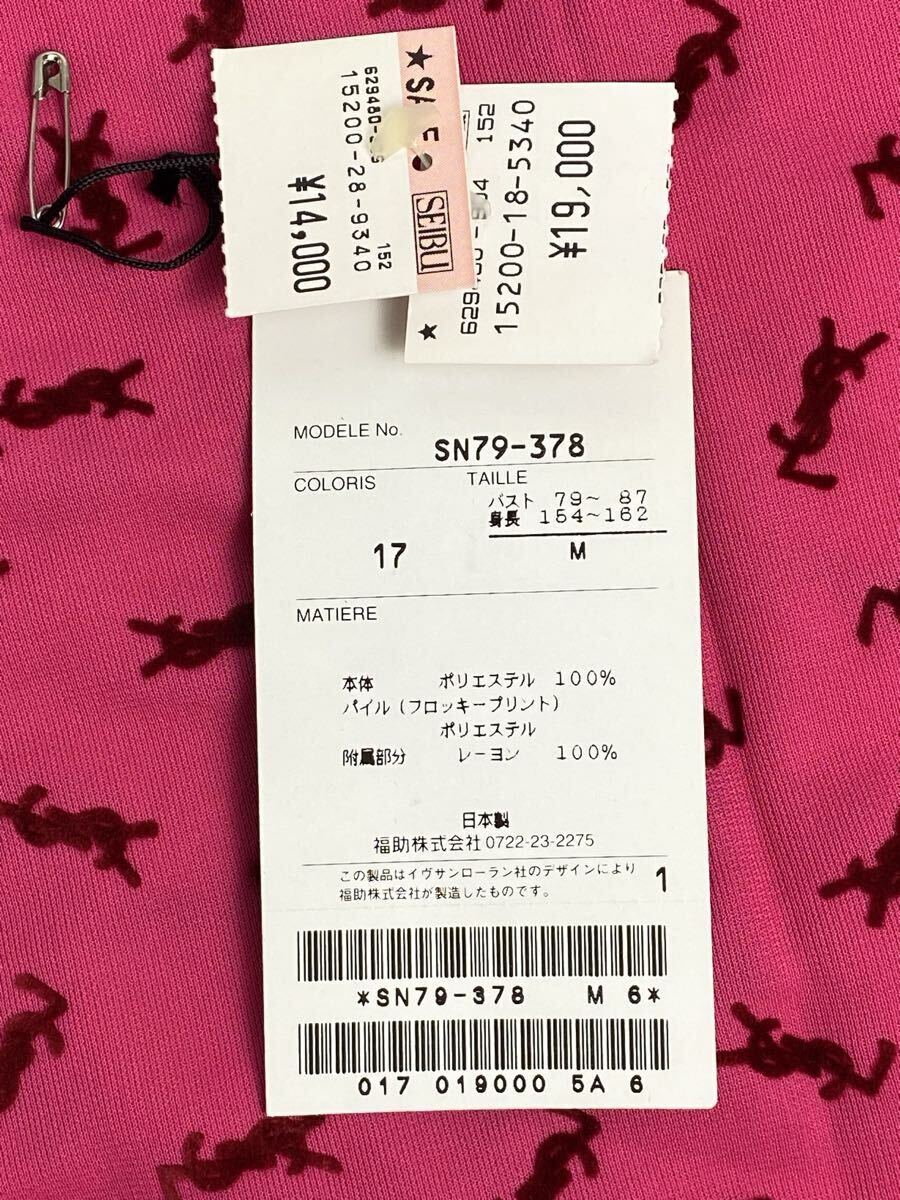 ★SALE
SEIBU
15200-28-9340
152
¥14,000
152
15200-18-5340
¥19,000
★
MODÈLE No.
SN79-378
COLORIS
TAILLE
バスト 79~ 87
身長 154~162
17
M
MATIERE
本体 ポリエステル 100%
パイル(フロッキープリント)
ポリエステル
附属部分 レーヨン 100%
日本製
福助株式会社 0722-23-2275
この製品はイヴサンローラン社のデザインにより
福助株式会社が製造したものです。
1
*SN79-378 M 6*
017 019000 5A 6